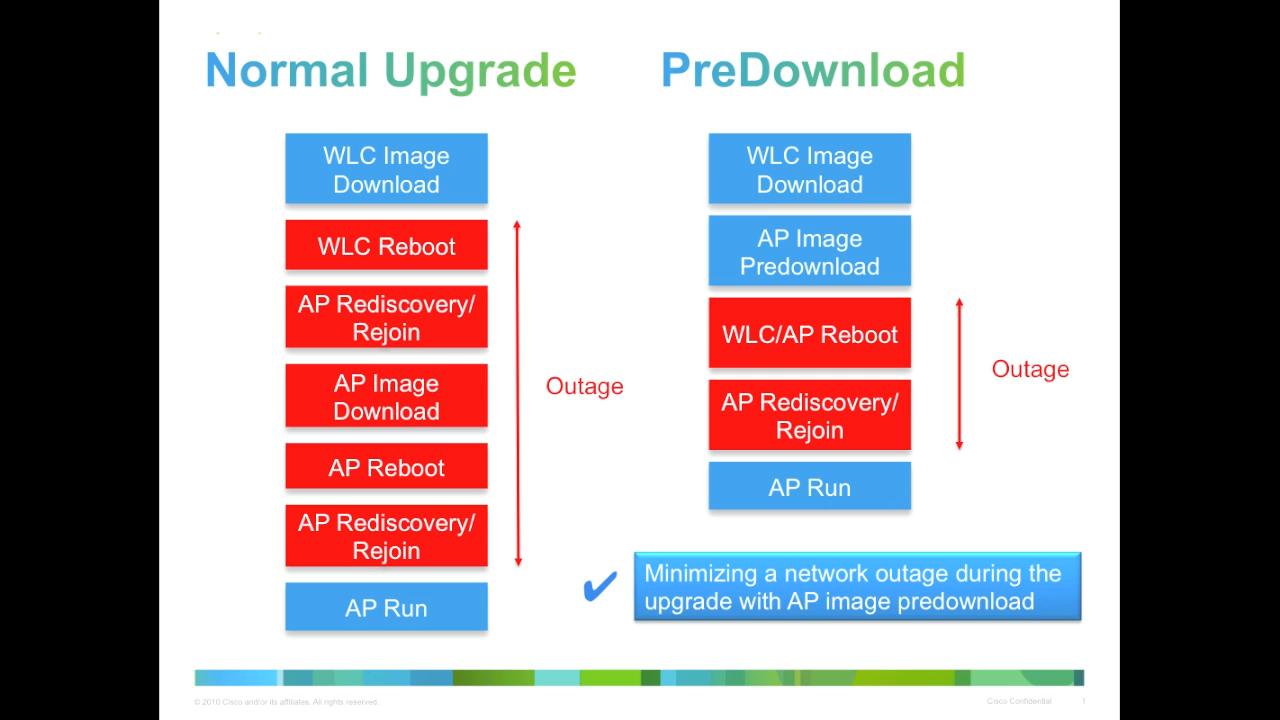 Normal Upgrade
WLC Image
Download
WLC Reboot
AP Rediscovery/
Rejoin
AP Image
Download
AP Reboot
AP Rediscovery/
Rejoin
AP Run
Outage
PreDownload
WLC Image
Download
AP Image
Predownload
WLC/AP Reboot
AP Rediscovery/
Rejoin
AP Run
Outage
Minimizing a network outage during the
upgrade with AP image predownload
© 2010 Cisco and/or its affiliates. All rights reserved.
Cisco Confidential
1